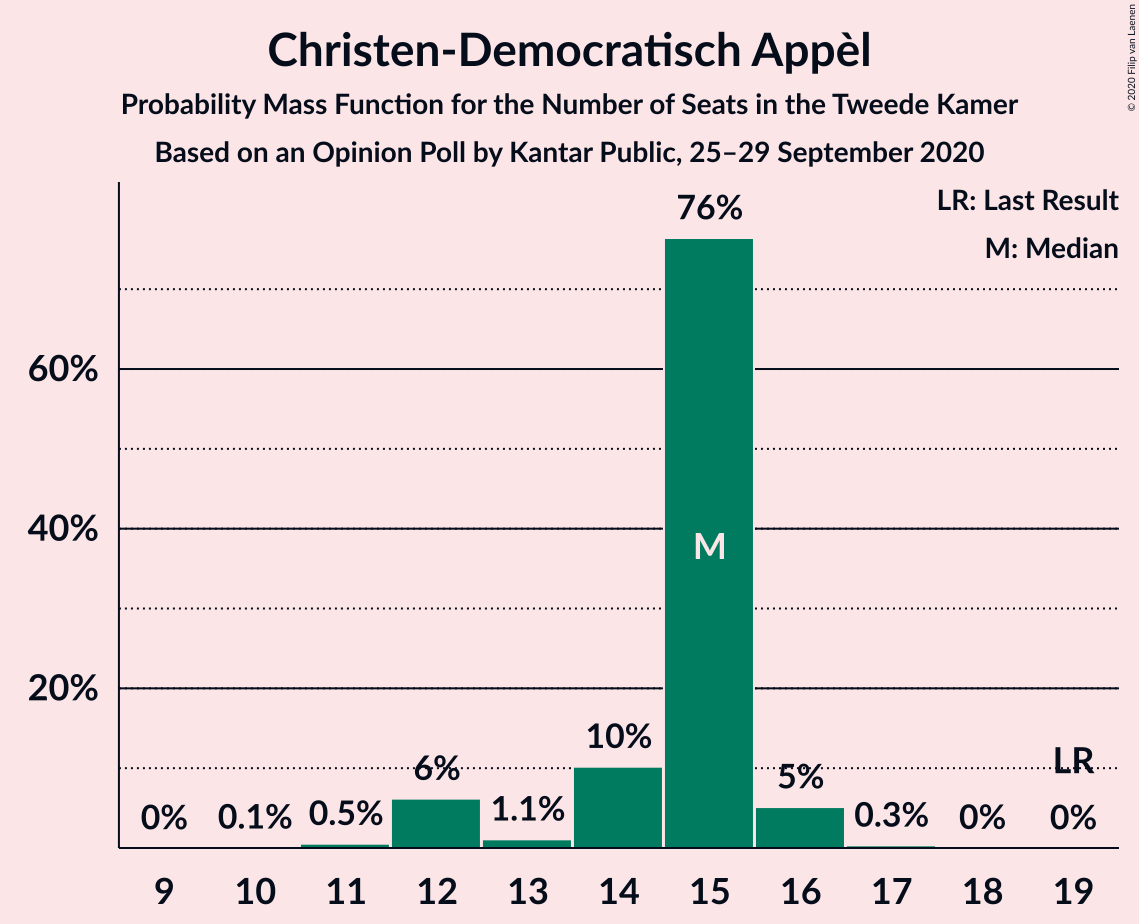 Christen-Democratisch Appèl
Probability Mass Function for the Number of Seats in the Tweede Kamer
Based on an Opinion Poll by Kantar Public, 25–29 September 2020
© 2020 Filip van Laenen
LR: Last Result
M: Median
76%
60%
40%
20%
M
0%
0.1%
0.5%
6%
1.1%
10%
5%
0.3%
0%
LR
0%
9 10 11 12 13 14 15 16 17 18 19